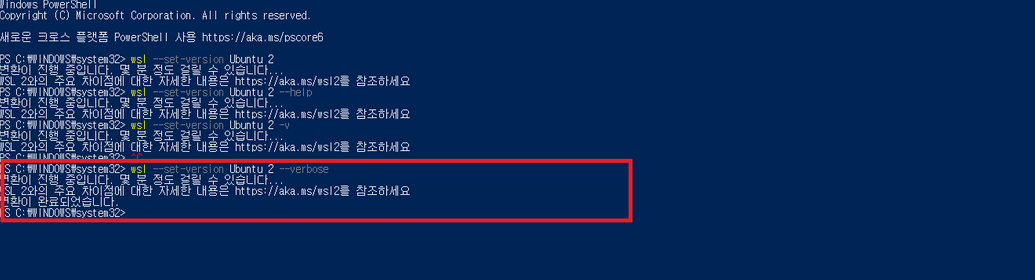 Windows PowerShell
Copyright (C) Microsoft Corporation. All rights reserved.
새로운 크로스 플랫폼 PowerShell 사용 https://aka.ms/pscore6
PS C:₩WINDOWS₩system32> wsl --set-version Ubuntu 2
변환이 진행 중입니다. 몇 분 정도 걸릴 수 있습니다...
WSL 2와의 주요 차이점에 대한 자세한 내용은 https://aka.ms/wsl2를 참조하세요
PS C:₩WINDOWS₩system32> wsl --set-version Ubuntu 2 --help
변환이 진행 중입니다. 몇 분 정도 걸릴 수 있습니다...
WSL 2와의 주요 차이점에 대한 자세한 내용은 https://aka.ms/wsl2를 참조하세요
PS C:₩WINDOWS₩system32> wsl --set-version Ubuntu 2 -v
변환이 진행 중입니다. 몇 분 정도 걸릴 수 있습니다...
WSL 2와의 주요 차이점에 대한 자세한 내용은 https://aka.ms/wsl2를 참조하세요
PS C:₩WINDOWS₩system32> ^C
PS C:₩WINDOWS₩system32> wsl --set-version Ubuntu 2 --verbose
변환이 진행 중입니다. 몇 분 정도 걸릴 수 있습니다...
WSL 2와의 주요 차이점에 대한 자세한 내용은 https://aka.ms/wsl2를 참조하세요
변환이 완료되었습니다.
PS C:₩WINDOWS₩system32>